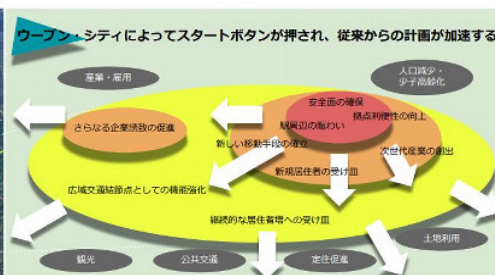 ウーブン・シティによってスタートボタンが押され、従来からの計画が加速する
産業・雇用
人口減少・
少子高齢化
安全面の確保
拠点利便性の向上
さらなる企業誘致の促進
駅周辺の賑わい
新しい移動手段の確立
次世代産業の創出
新規居住者の受け皿
広域交通結節点としての機能強化
継続的な居住者増への受け皿
土地利用
観光
公共交通
定住促進